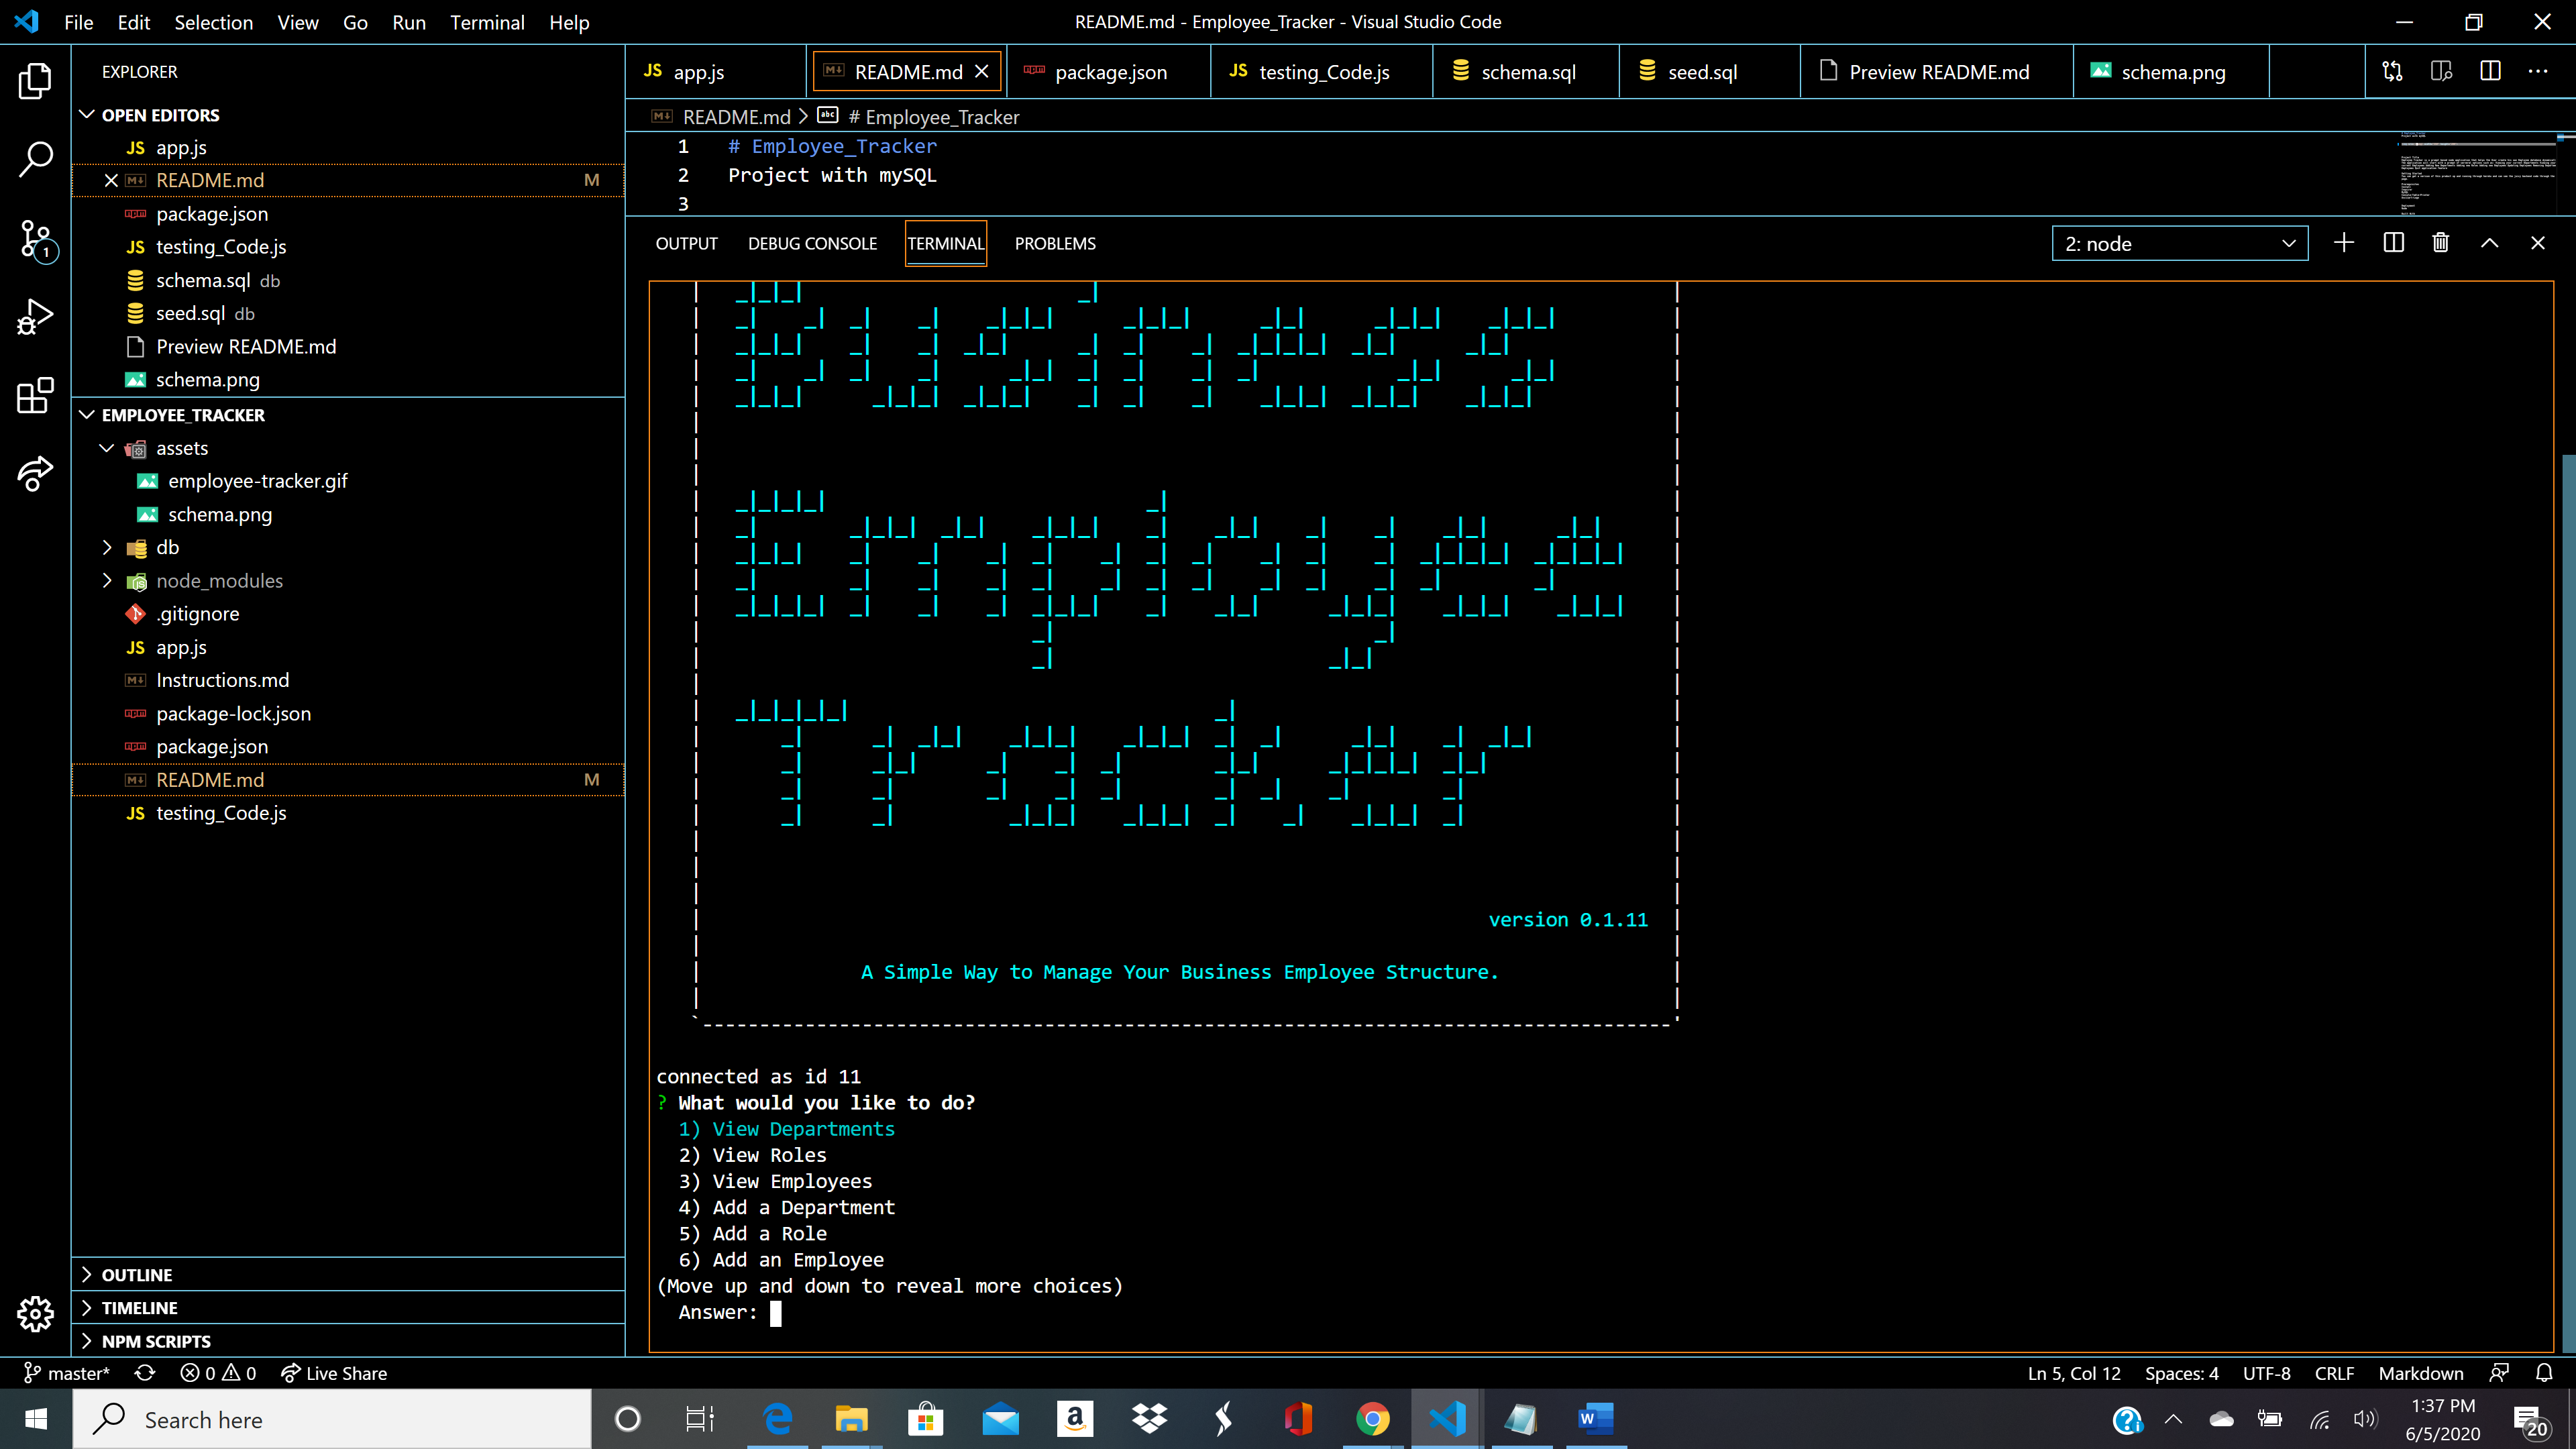 File Edit Selection View Go Run Terminal Help
README.md - Employee_Tracker - Visual Studio Code
EXPLORER
OPEN EDITORS
JS app.js
README.md M
package.json
JS testing_Code.js
schema.sql db
seed.sql db
Preview README.md
schema.png
EMPLOYEE_TRACKER
assets
employee-tracker.gif
schema.png
db
node_modules
.gitignore
JS app.js
Instructions.md
package-lock.json
package.json
README.md M
JS testing_Code.js
OUTLINE
TIMELINE
NPM SCRIPTS
1
JS app.js README.md package.json JS testing_Code.js schema.sql seed.sql Preview README.md schema.png
README.md > abc # Employee_Tracker
1 # Employee_Tracker
2 Project with mySQL
3
OUTPUT DEBUG CONSOLE TERMINAL PROBLEMS
2: node
Business
Employee
Tracker
version 0.1.11
A Simple Way to Manage Your Business Employee Structure.
connected as id 11
? What would you like to do?
1) View Departments
2) View Roles
3) View Employees
4) Add a Department
5) Add a Role
6) Add an Employee
(Move up and down to reveal more choices)
Answer:
master* 0 0 Live Share
Ln 5, Col 12 Spaces: 4 UTF-8 CRLF Markdown
Search here
1:37 PM
6/5/2020
20